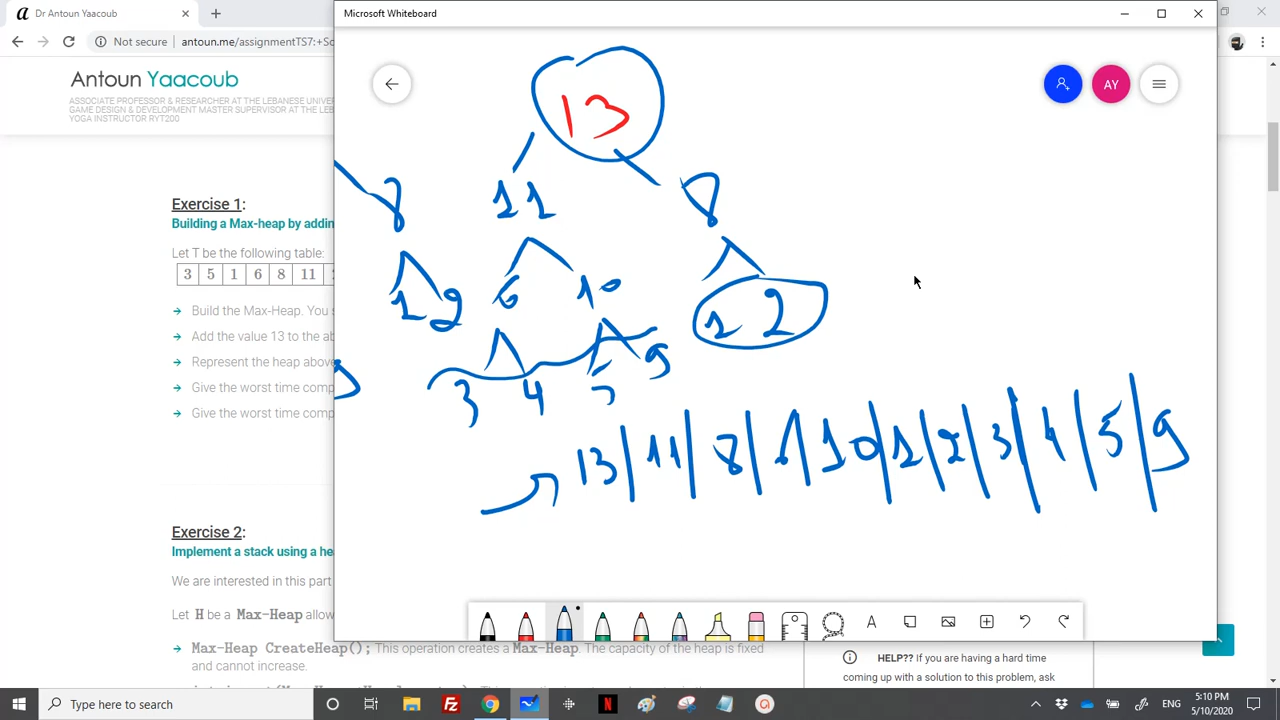 Dr Antoun Yaacoub
Microsoft Whiteboard
Not secure
antoun.me/assignmentTS7:+Sc
Antoun Yaacoub
ASSOCIATE PROFESSOR & RESEARCHER AT THE LEBANESE UNIVER
GAME DESIGN & DEVELOPMENT MASTER SUPERVISOR AT THE LEB
YOGA INSTRUCTOR RYT200
AY
Exercise 1:
Building a Max-heap by addin
Let T be the following table:
3 5 1 6 8 11
Build the Max-Heap. You s
Add the value 13 to the ab
Represent the heap above
Give the worst time comp
Give the worst time comp
13
8 11 8
1 2 6 10 1 2
9
3 4 5
13 | 11 | 8 | 6 | 10 | 1 | 2 | 3 | 4 | 5 | 9
Exercise 2:
Implement a stack using a hea
We are interested in this part
Let H be a Max-Heap allow
Max-Heap CreateHeap(); This operation creates a Max-Heap. The capacity of the heap is fixed
and cannot increase.
HELP?? If you are having a hard time
coming up with a solution to this problem, ask
Type here to search
ENG
5:10 PM
5/10/2020